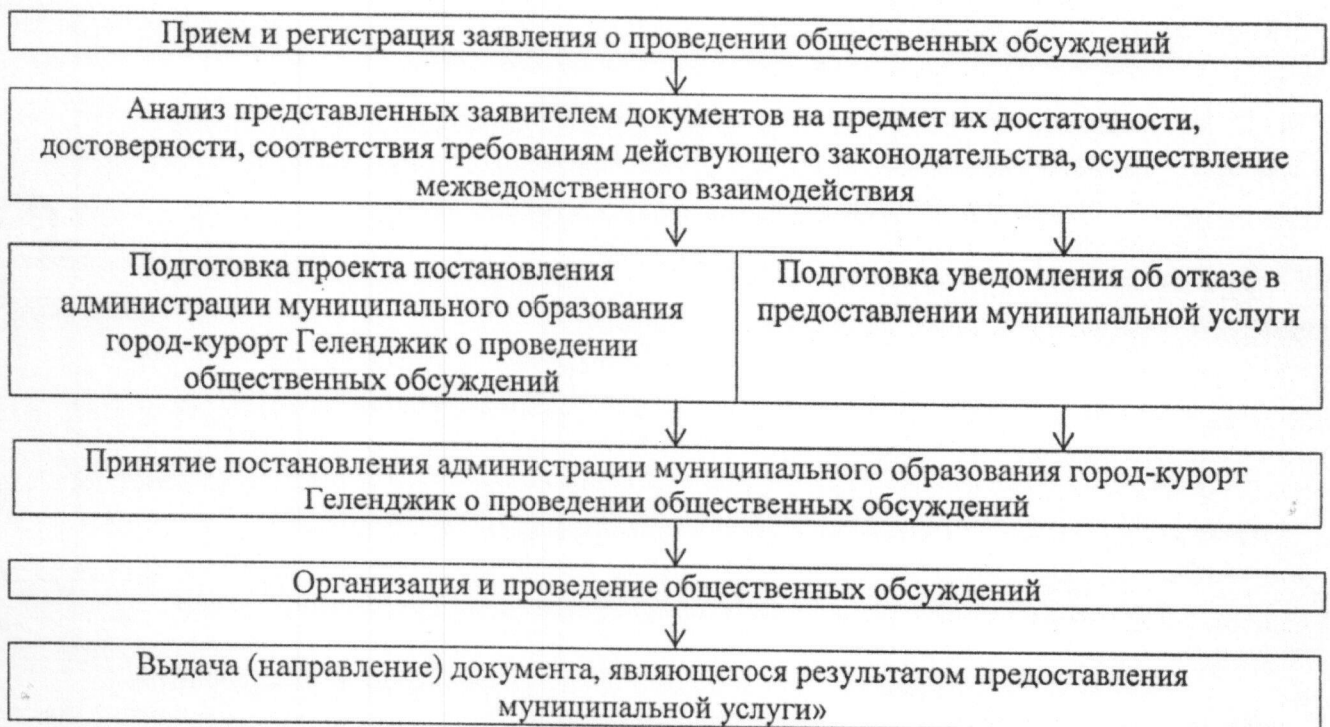 Прием и регистрация заявления о проведении общественных обсуждений
Анализ представленных заявителем документов на предмет их достаточности,
достоверности, соответствия требованиям действующего законодательства, осуществление
межведомственного взаимодействия
Подготовка проекта постановления
администрации муниципального образования
город-курорт Геленджик о проведении
общественных обсуждений
Подготовка уведомления об отказе в
предоставлении муниципальной услуги
Принятие постановления администрации муниципального образования город-курорт
Геленджик о проведении общественных обсуждений
Организация и проведение общественных обсуждений
Выдача (направление) документа, являющегося результатом предоставления
муниципальной услуги»